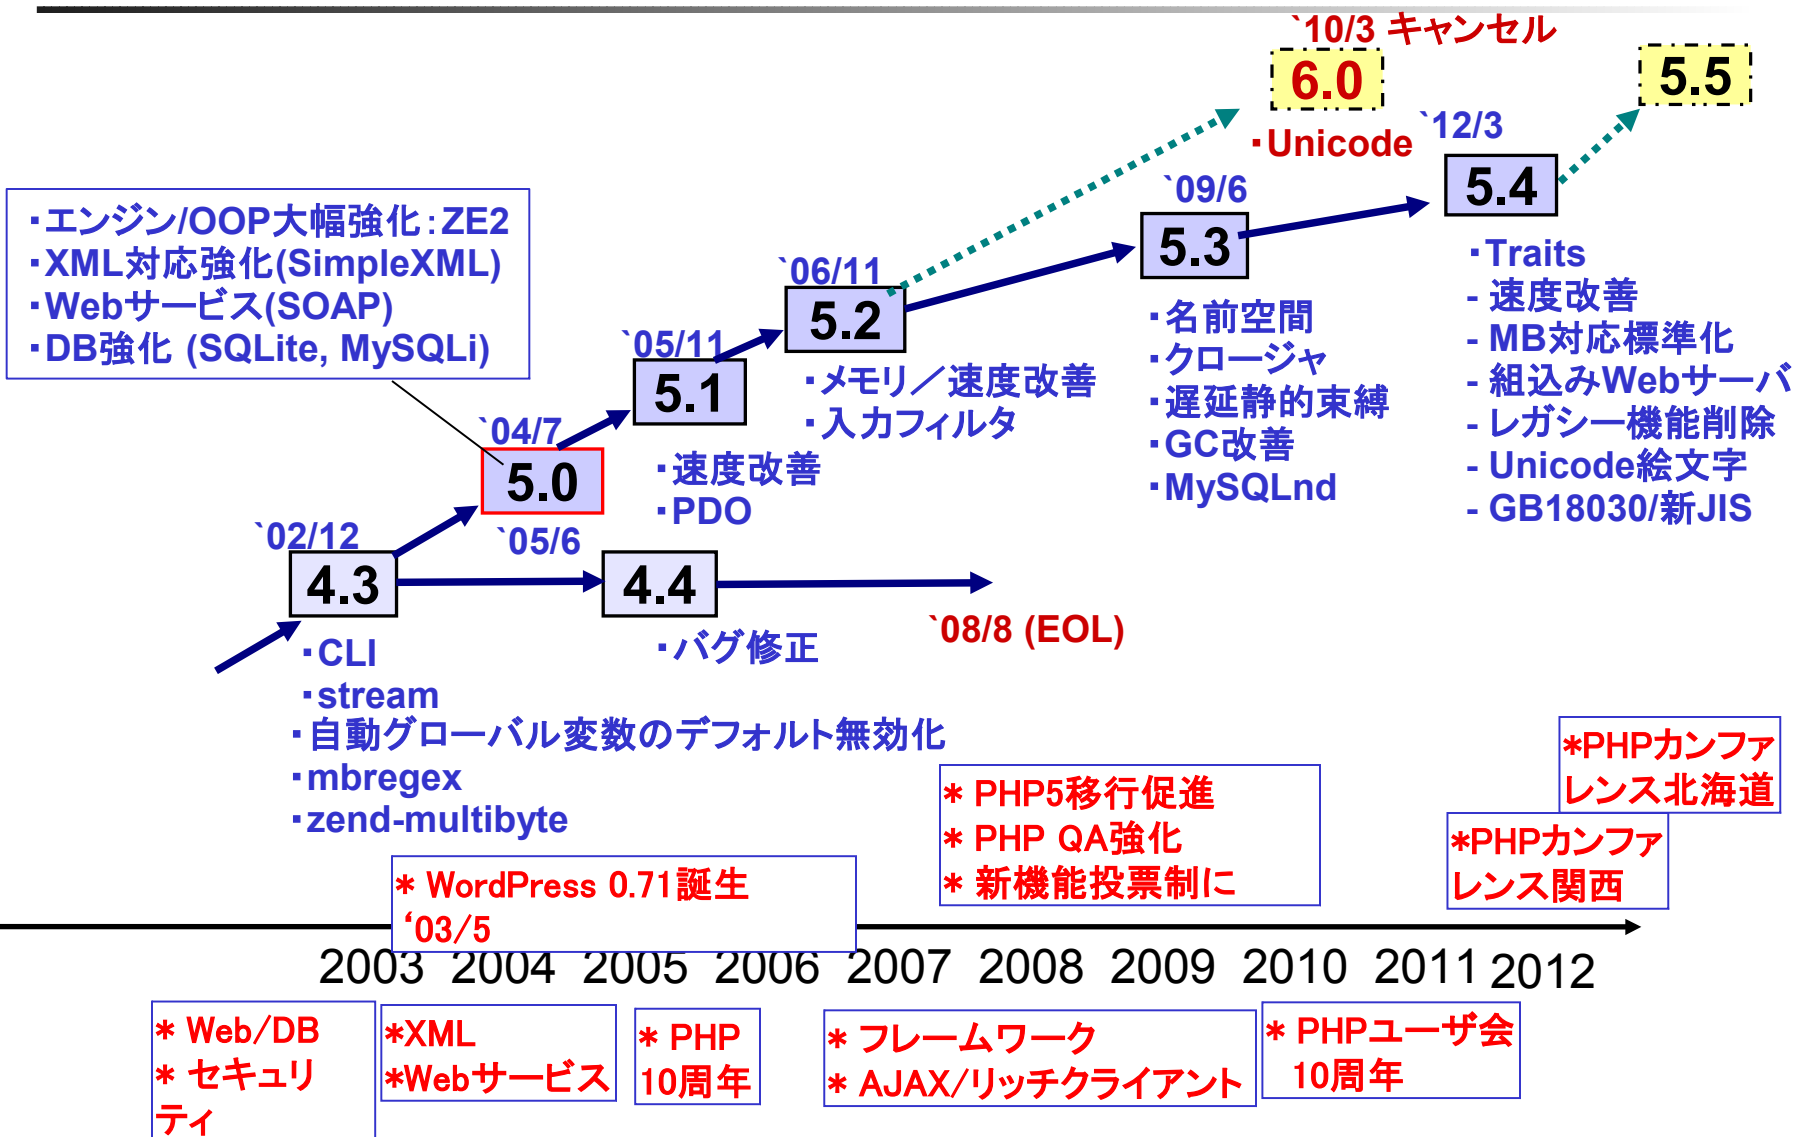 `10/3 キャンセル
6.0
・Unicode
5.5
`12/3
5.4
・Traits
- 速度改善
- MB対応標準化
- 組込みWebサーバ
- レガシー機能削除
- Unicode絵文字
- GB18030/新JIS
`09/6
5.3
・名前空間
・クロージャ
・遅延静的束縛
・GC改善
・MySQLnd
`06/11
5.2
・メモリ／速度改善
・入力フィルタ
`05/11
5.1
・速度改善
・PDO
・エンジン/OOP大幅強化：ZE2
・XML対応強化(SimpleXML)
・Webサービス(SOAP)
・DB強化 (SQLite, MySQLi)
`04/7
5.0
`02/12
4.3
・CLI
・stream
・自動グローバル変数のデフォルト無効化
・mbregex
・zend-multibyte
`05/6
4.4
・バグ修正
`08/8 (EOL)
*PHPカンファ
レンス北海道
*PHPカンファ
レンス関西
* PHP5移行促進
* PHP QA強化
* 新機能投票制に
* WordPress 0.71誕生
‘03/5
2003 2004 2005 2006 2007 2008 2009 2010 2011 2012
* Web/DB
* セキュリ
ティ
*XML
*Webサービス
* PHP
10周年
* フレームワーク
* AJAX/リッチクライアント
* PHPユーザ会
10周年